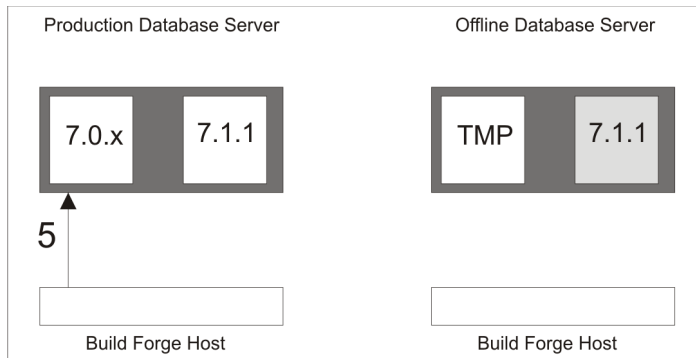 Production Database Server
Offline Database Server
7.0.x
7.1.1
TMP
7.1.1
5
Build Forge Host
Build Forge Host